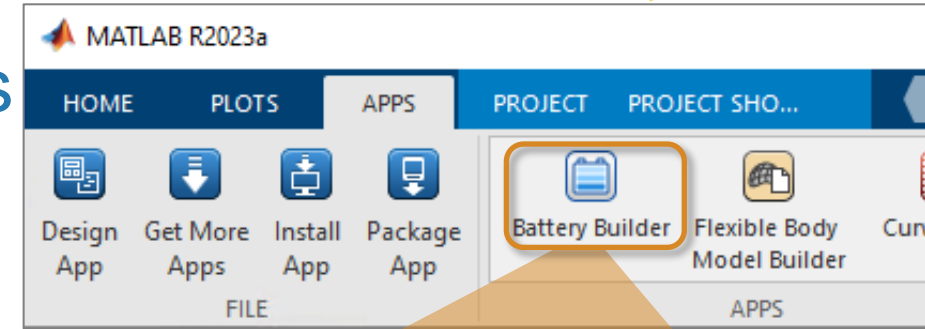 MATLAB R2023a
S
HOME PLOTS APPS PROJECT PROJECT SHO...
Design App
Get More Apps
Install App
Package App
Battery Builder
Flexible Body Model Builder
Cur
FILE APPS